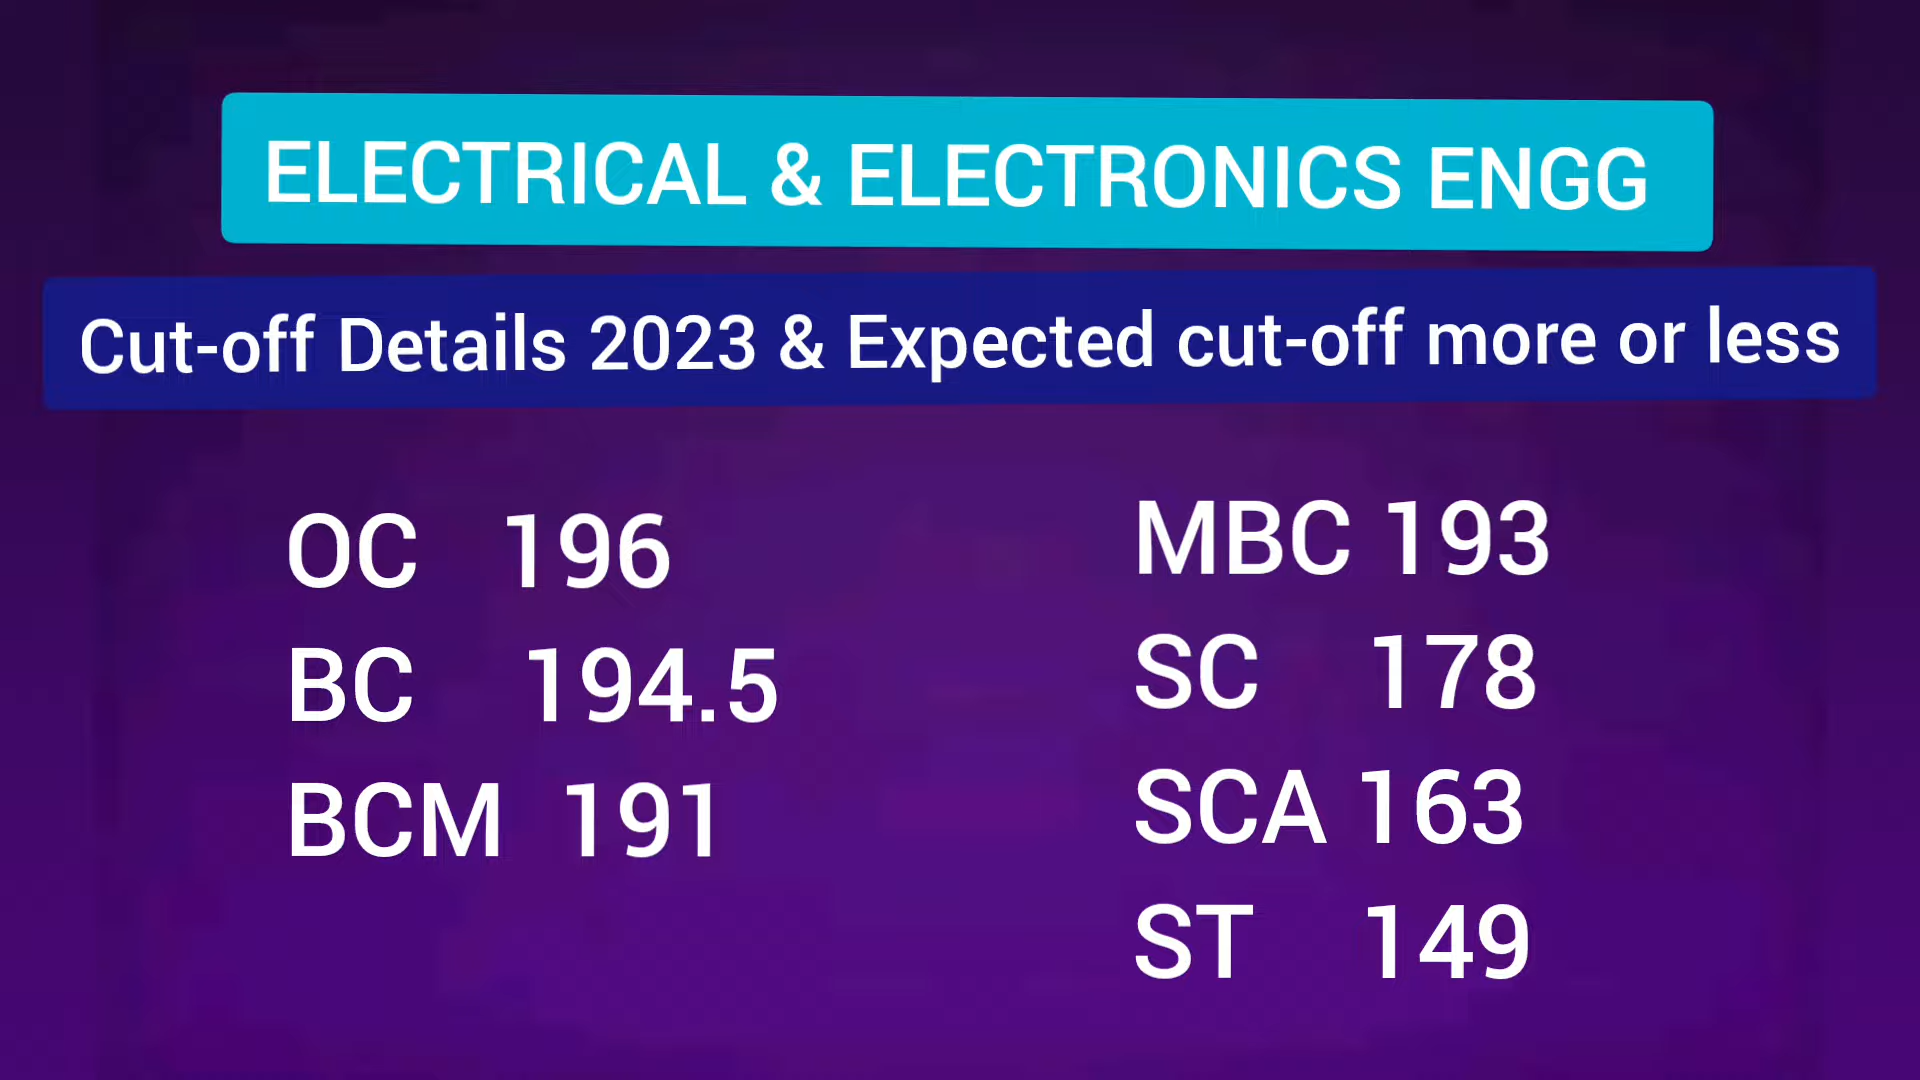 ELECTRICAL & ELECTRONICS ENGG
Cut-off Details 2023 & Expected cut-off more or less
OC 196
BC 194.5
BCM 191
MBC 193
SC 178
SCA 163
ST 149